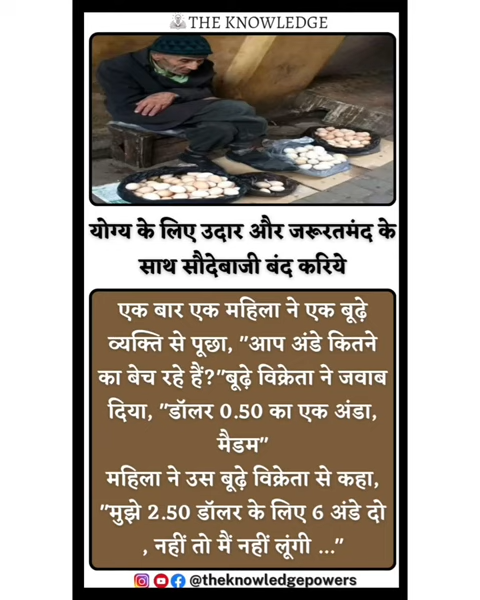 THE KNOWLEDGE
योग्य के लिए उदार और जरूरतमंद के
साथ सौदेबाजी बंद करिये
एक बार एक महिला ने एक बूढ़े
व्यक्ति से पूछा, "आप अंडे कितने
का बेच रहे हैं?"बूढ़े विक्रेता ने जवाब
दिया, "डॉलर 0.50 का एक अंडा,
मैडम"
महिला ने उस बूढ़े विक्रेता से कहा,
"मुझे 2.50 डॉलर के लिए 6 अंडे दो
, नहीं तो मैं नहीं लूंगी ..."
@theknowledgepowers